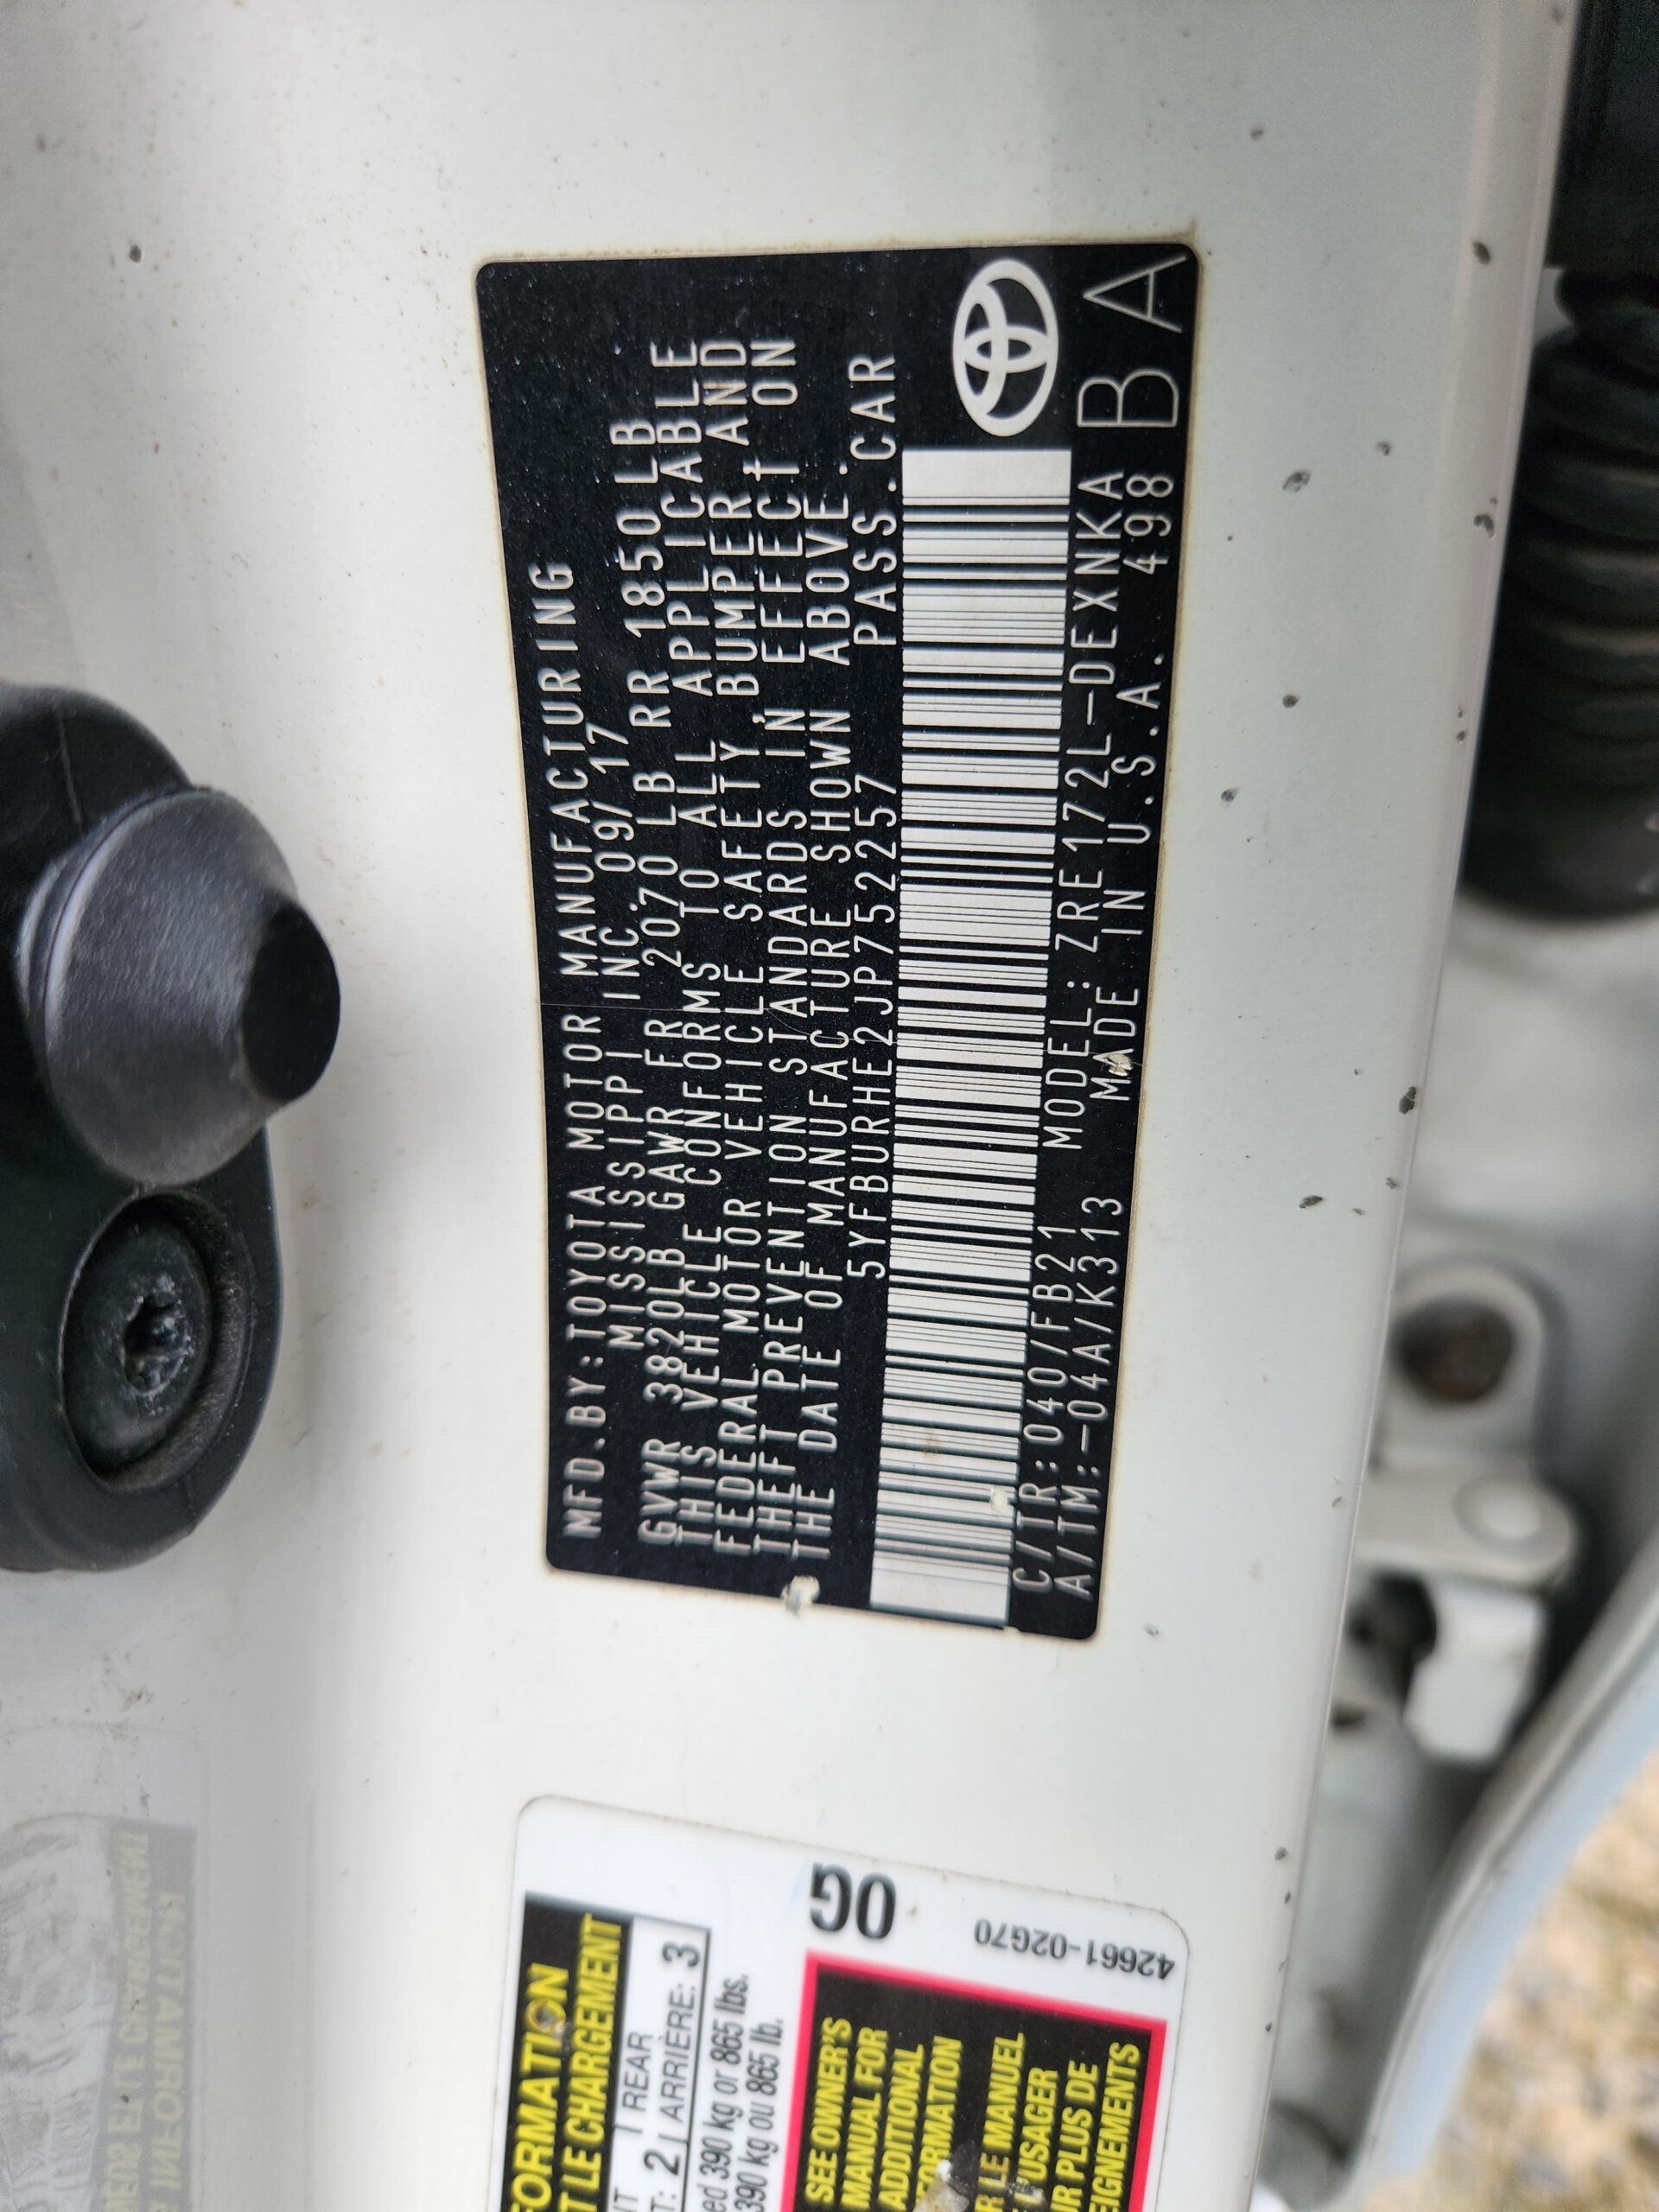 MFD.BY:TOYOTA MOTOR MANUFACTURING
MISSISSIPPI INC. 09/17
GVWR 3820LB GAWR FR 2070 LB RR 1850LB
THIS VEHICLE CONFORMS TO ALL APPLICABLE
FEDERAL MOTOR VEHICLE SAFETY, BUMPER, AND
THEFT PREVENTION STANDARDS IN EFFECT ON
THE DATE OF MANUFACTURE SHOWN ABOVE.
5YFBURHE2JP752257 PASS.CAR
C/TR:040/FB21 MODEL:ZRE172L-DEXNKA
A/TM:-04A/K313 MADE IN U.S.A. 498
BA
LE CHARGEMENT
REAR
2 ARRIÈRE: 3
390 kg or 865 lbs.
390 kg ou 865 lb.
OG
42661-02G70
SEE OWNER'S
MANUAL FOR
ADDITIONAL
LE MANUEL
L'USAGER
PLUS DE